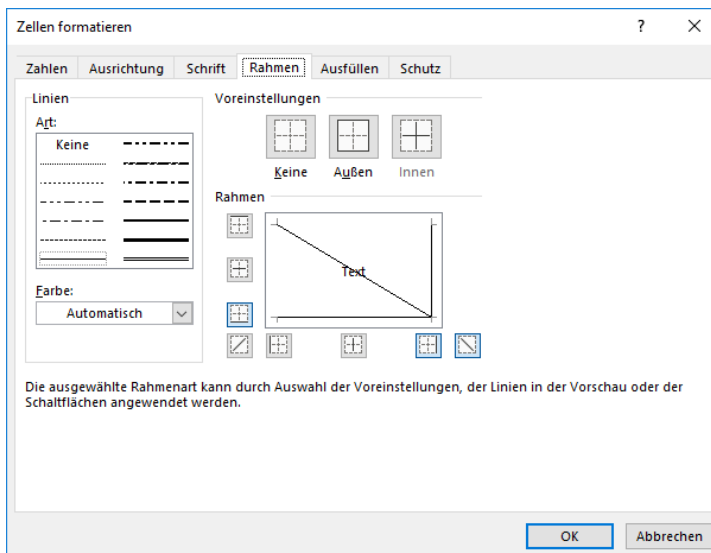 Zellen formatieren
?
Zahlen Ausrichtung Schrift Rahmen Ausfüllen Schutz
Linien
Art:
Keine
Farbe:
Automatisch
Voreinstellungen
Keine Außen Innen
Rahmen
Text
Die ausgewählte Rahmenart kann durch Auswahl der Voreinstellungen, der Linien in der Vorschau oder der
Schaltflächen angewendet werden.
OK Abbrechen